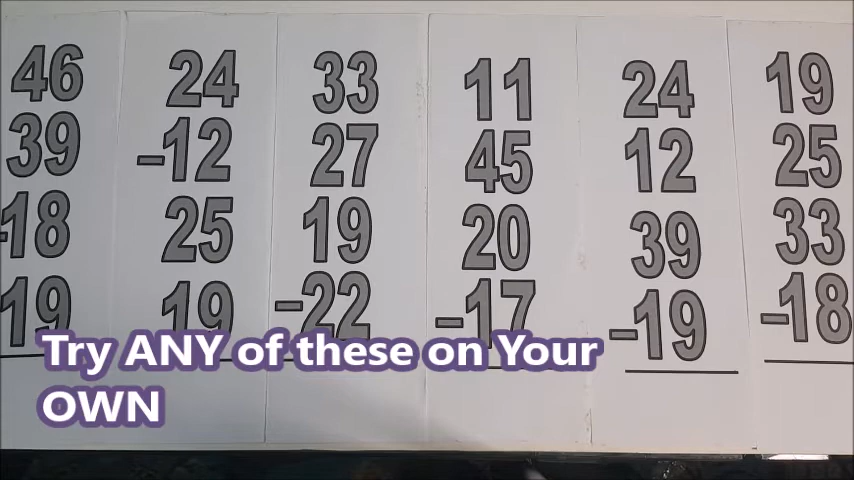 46 24 33 11 24 19
39 -12 27 45 12 25
-18 25 19 20 39 33
19 19 -22 -17 -19 -18
Try ANY of these on Your
OWN